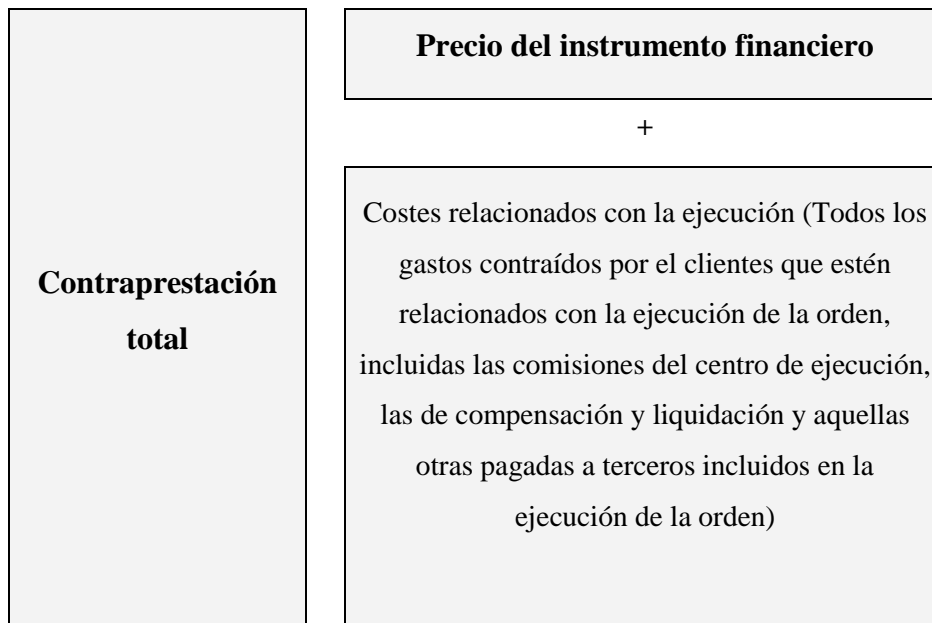 Contraprestación
total
Precio del instrumento financiero
+
Costes relacionados con la ejecución (Todos los
gastos contraídos por el clientes que estén
relacionados con la ejecución de la orden,
incluidas las comisiones del centro de ejecución,
las de compensación y liquidación y aquellas
otras pagadas a terceros incluidos en la
ejecución de la orden)